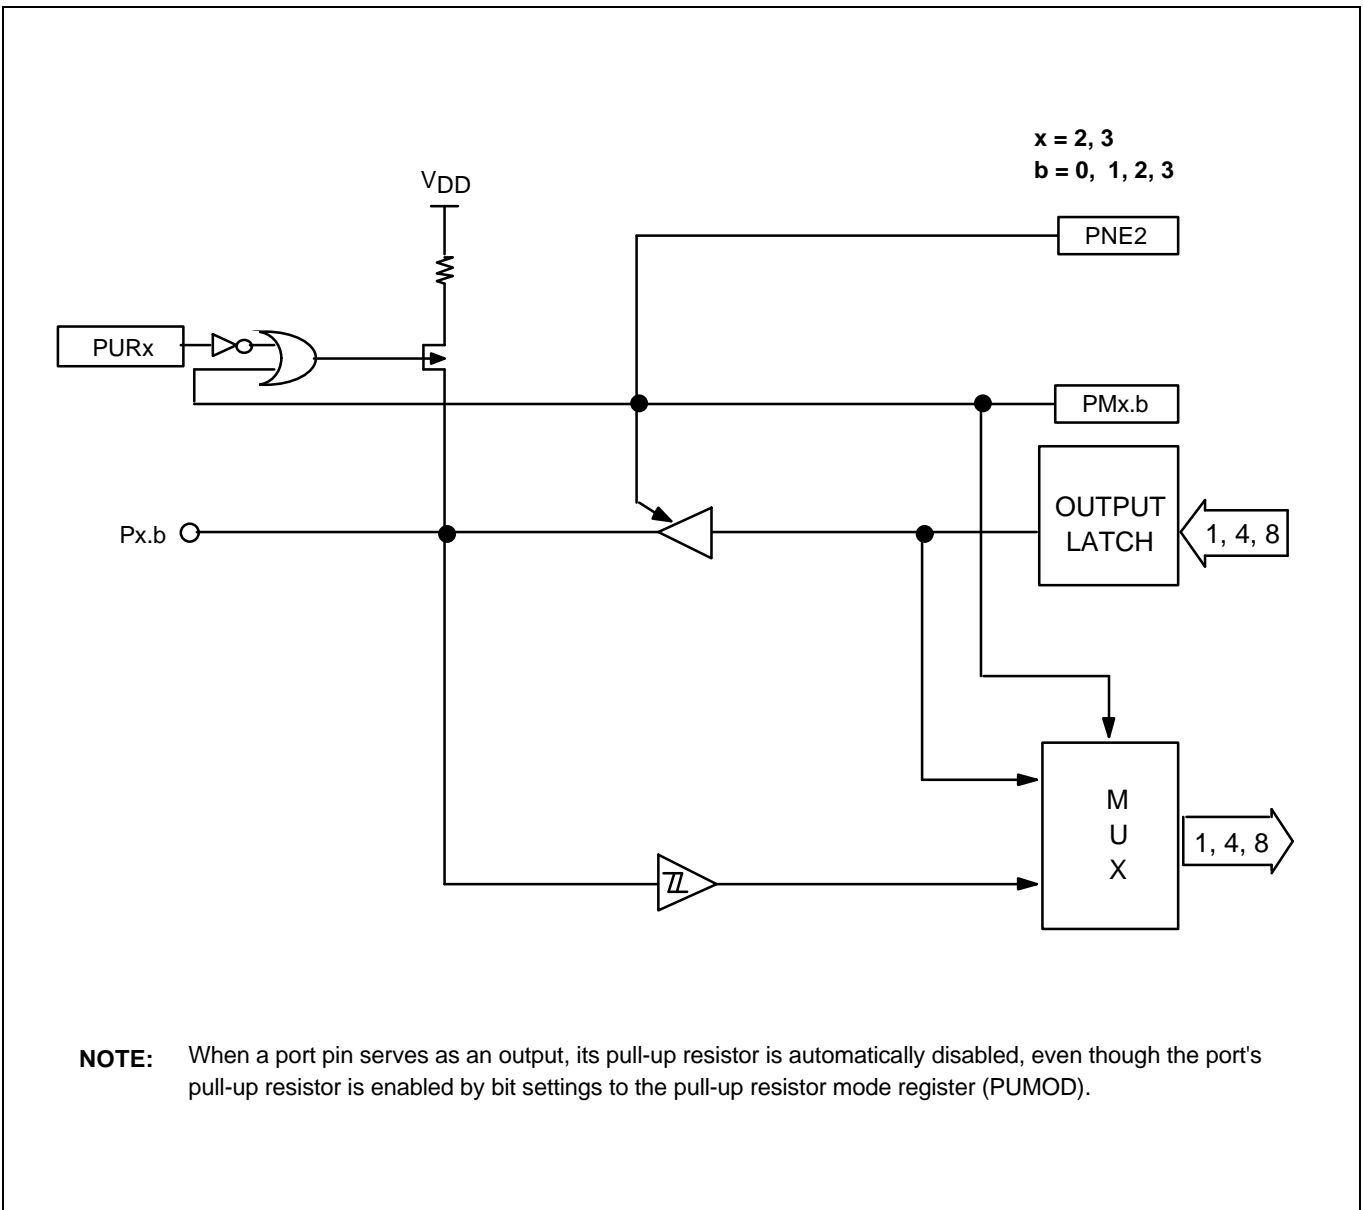 x = 2, 3
b = 0, 1, 2, 3
VDD
PNE2
PURx
PMx.b
OUTPUT
LATCH
1, 4, 8
Px.b
M
U
X
1, 4, 8
NOTE: When a port pin serves as an output, its pull-up resistor is automatically disabled, even though the port's
pull-up resistor is enabled by bit settings to the pull-up resistor mode register (PUMOD).